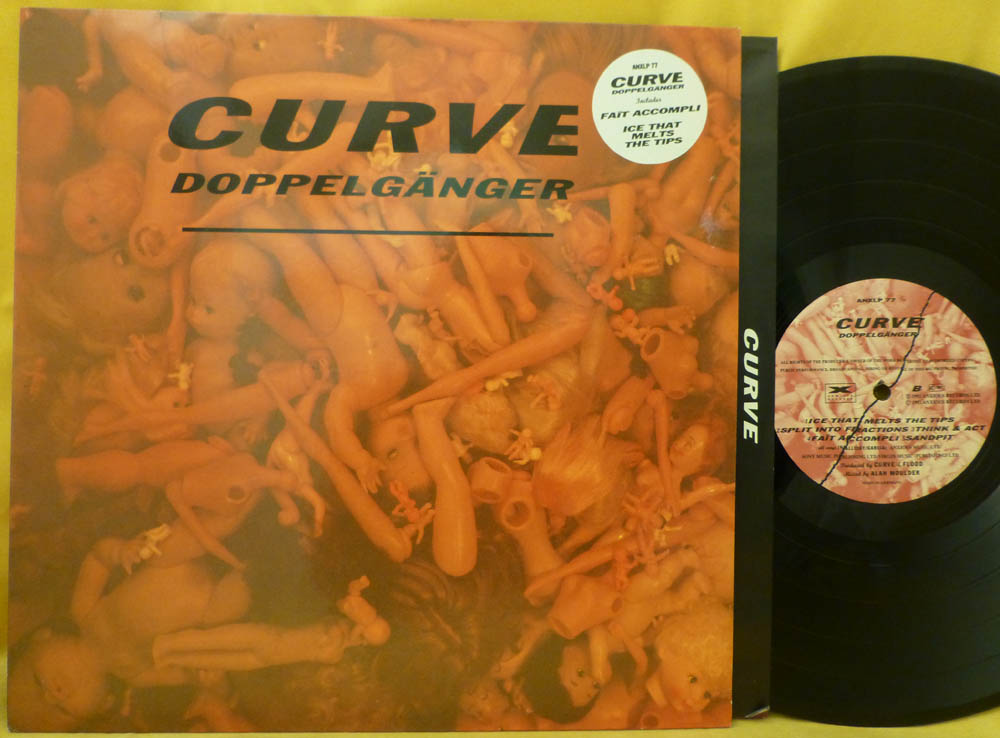 CURVE
DOPPELGÄNGER
ANXLP 77
CURVE
DOPPELGÄNGER
Includes
FAIT ACCOMPLI
ICE THAT
MELTS
THE TIPS
CURVE
ANXLP 77
CURVE
DOPPELGÄNGER
B
ICE THAT MELTS THE TIPS
SPLIT INTO FRACTIONS THINK & ACT
FAIT ACCOMPLI SANDPIT
Produced by CURVE & FLOOD
Mixed by ALAN MOULDER